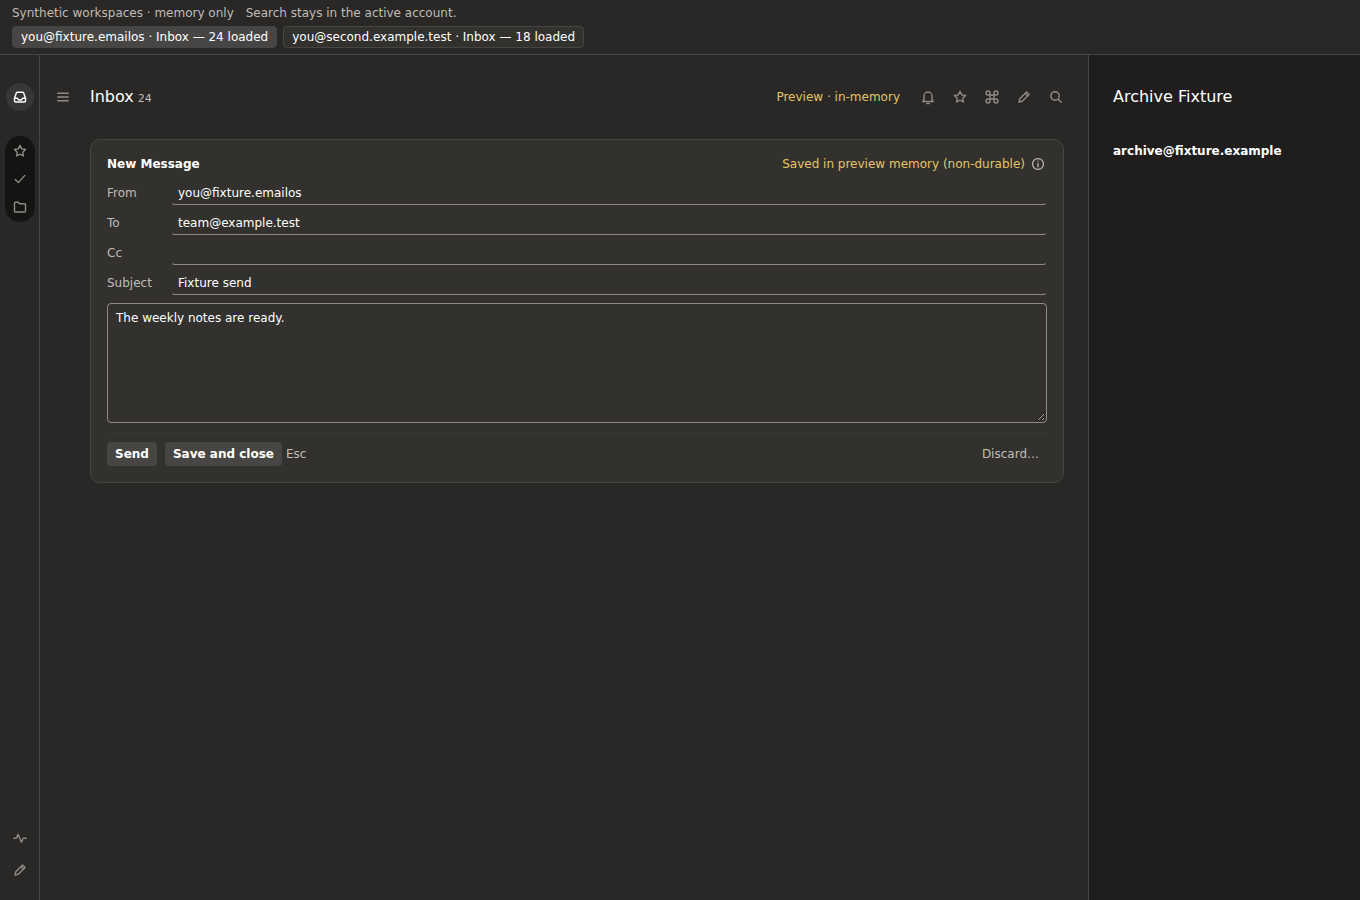 Synthetic workspaces · memory only Search stays in the active account.
you@fixture.emailos · Inbox — 24 loaded you@second.example.test · Inbox — 18 loaded
Inbox 24 Preview · in-memory
New Message Saved in preview memory (non-durable)
From you@fixture.emailos
To team@example.test
Cc
Subject Fixture send
The weekly notes are ready.
Send Save and close Esc Discard…
Archive Fixture
archive@fixture.example